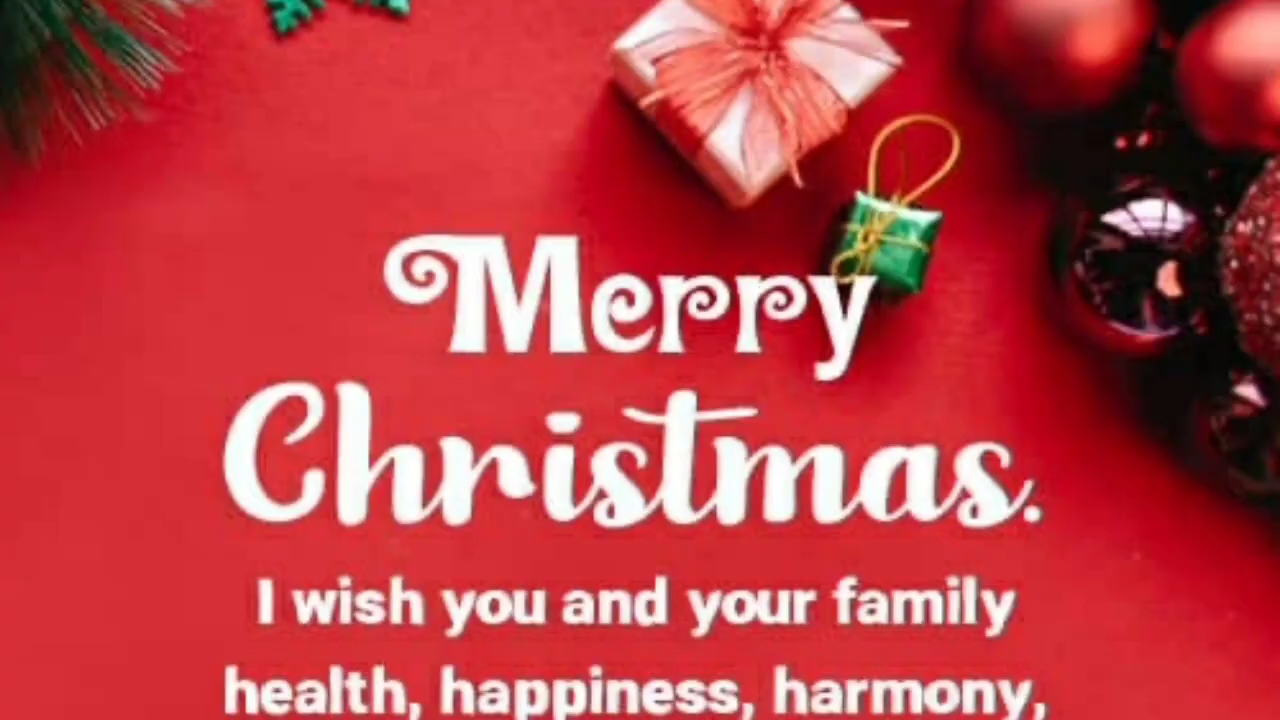 Merry
Christmas.
I wish you and your family
health, happiness, harmony,